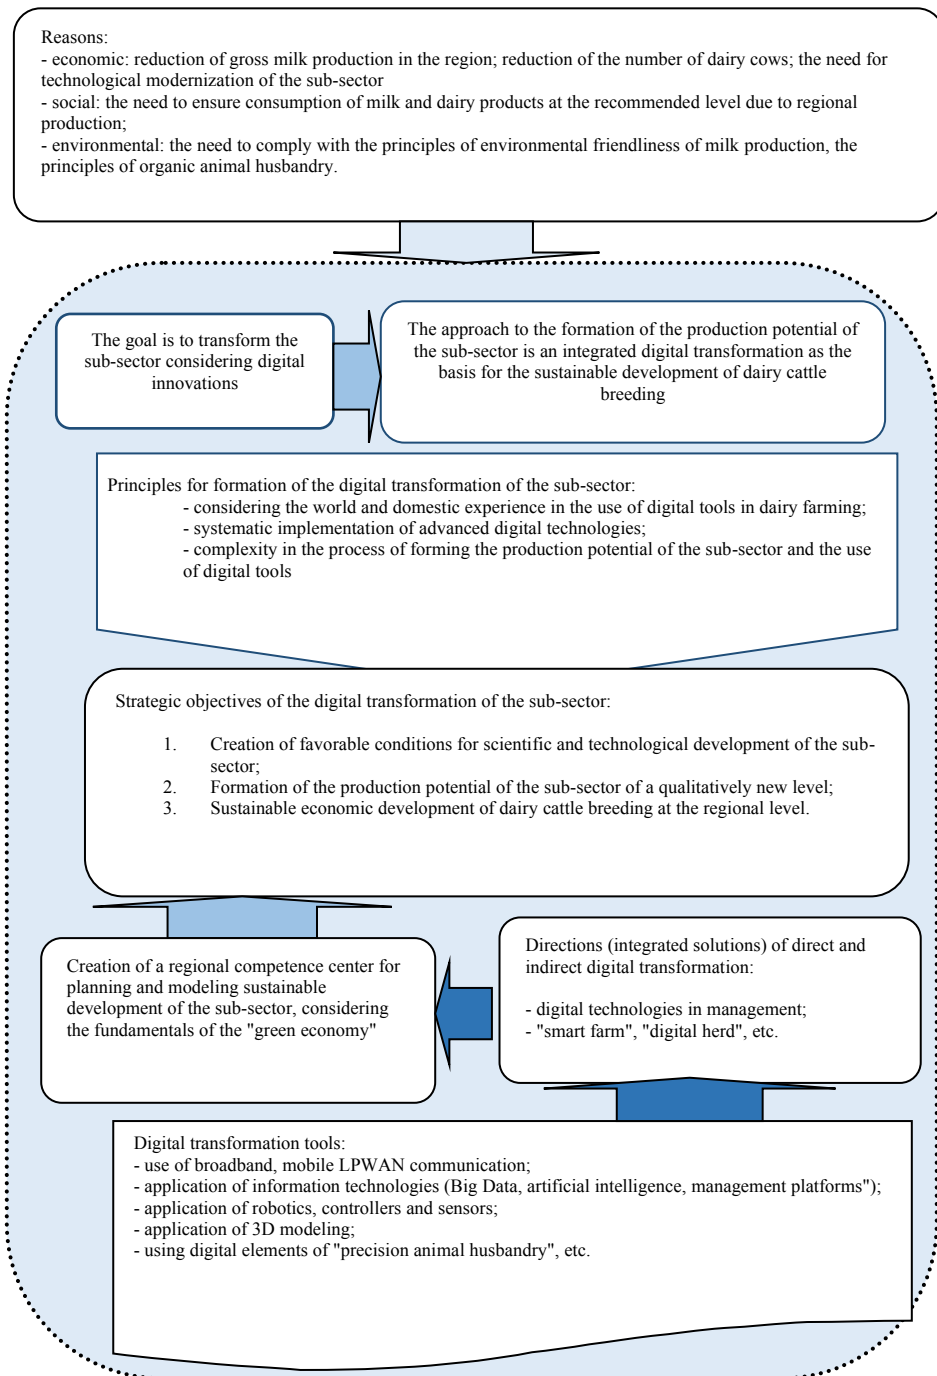 Reasons:
- economic: reduction of gross milk production in the region; reduction of the number of dairy cows; the need for
technological modernization of the sub-sector
- social: the need to ensure consumption of milk and dairy products at the recommended level due to regional
production;
- environmental: the need to comply with the principles of environmental friendliness of milk production, the
principles of organic animal husbandry.
The goal is to transform the
sub-sector considering digital
innovations
The approach to the formation of the production potential of
the sub-sector is an integrated digital transformation as the
basis for the sustainable development of dairy cattle
breeding
Principles for formation of the digital transformation of the sub-sector:
- considering the world and domestic experience in the use of digital tools in dairy farming;
- systematic implementation of advanced digital technologies;
- complexity in the process of forming the production potential of the sub-sector and the use
of digital tools
Strategic objectives of the digital transformation of the sub-sector:
1. Creation of favorable conditions for scientific and technological development of the sub-
sector;
2. Formation of the production potential of the sub-sector of a qualitatively new level;
3. Sustainable economic development of dairy cattle breeding at the regional level.
Creation of a regional competence center for
planning and modeling sustainable
development of the sub-sector, considering
the fundamentals of the "green economy"
Directions (integrated solutions) of direct and
indirect digital transformation:
- digital technologies in management;
- "smart farm", "digital herd", etc.
Digital transformation tools:
- use of broadband, mobile LPWAN communication;
- application of information technologies (Big Data, artificial intelligence, management platforms");
- application of robotics, controllers and sensors;
- application of 3D modeling;
- using digital elements of "precision animal husbandry", etc.